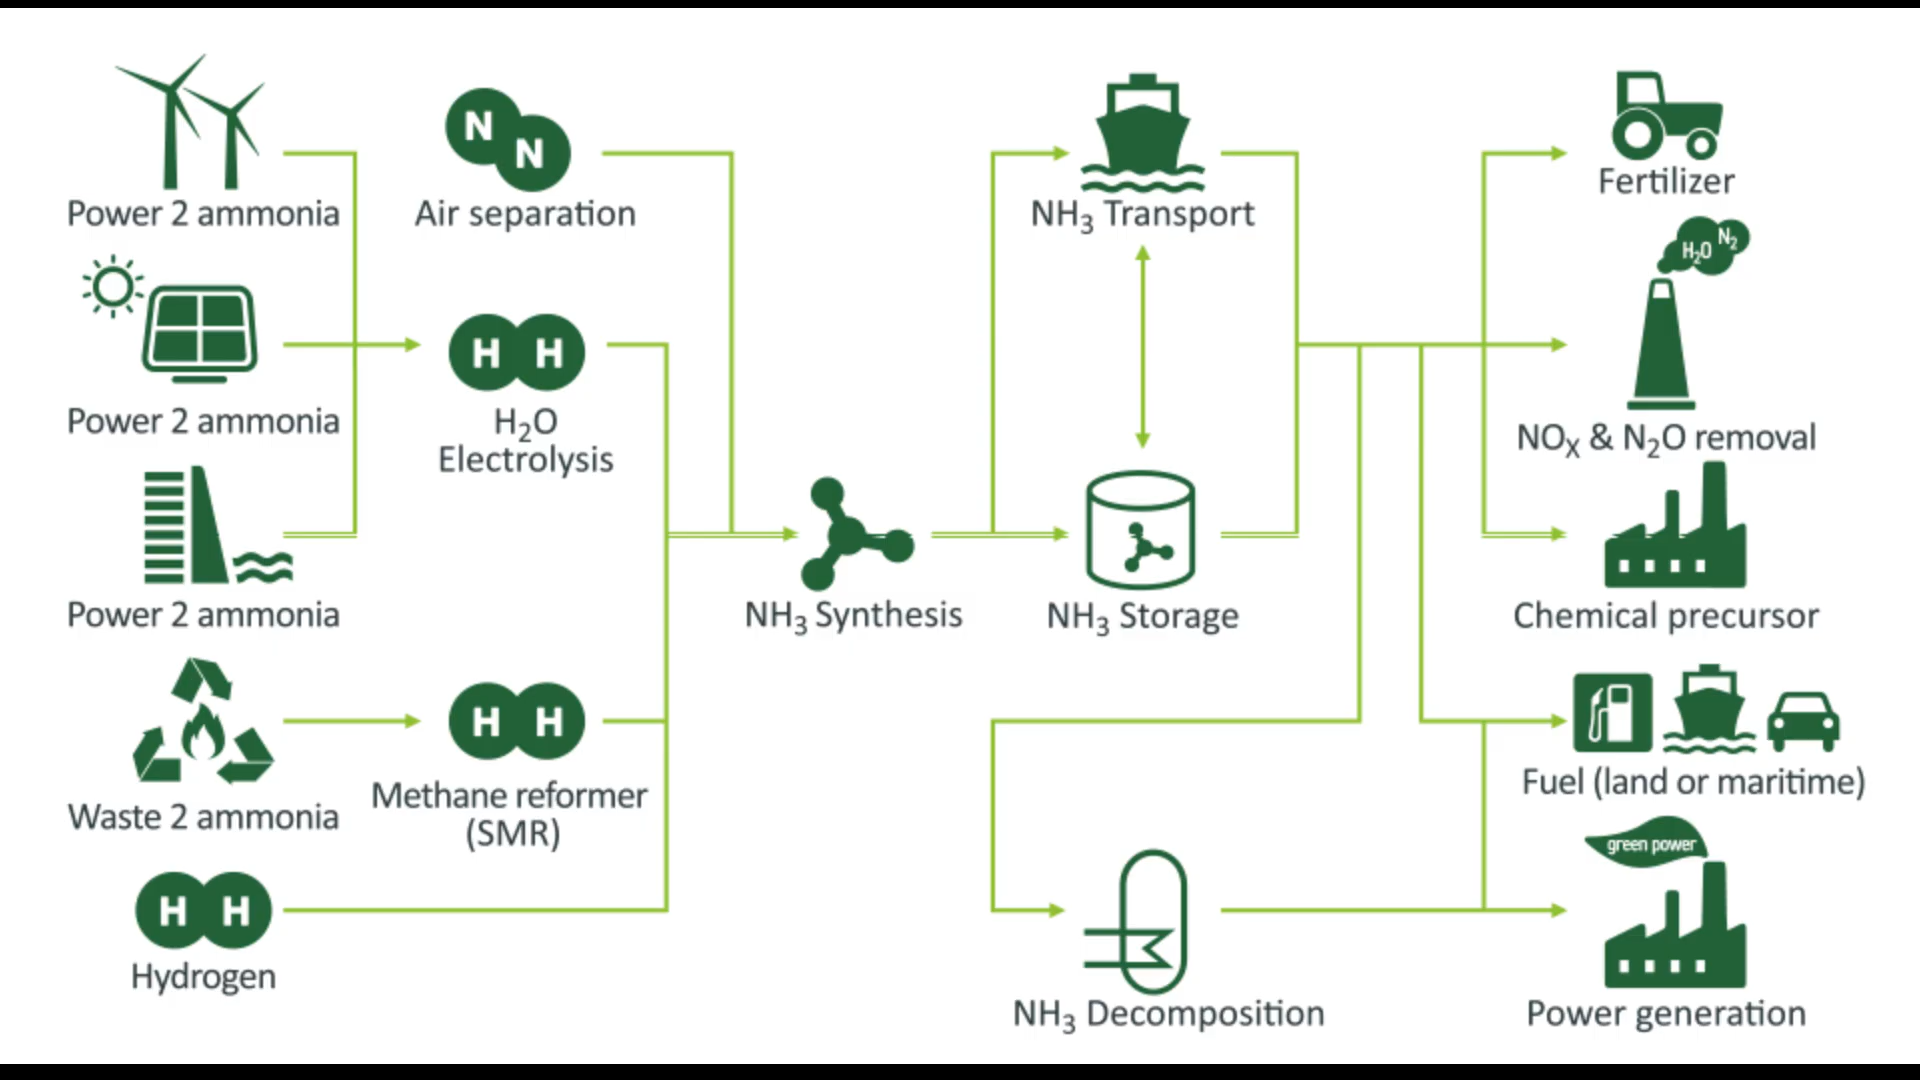 Power 2 ammonia
Power 2 ammonia
Power 2 ammonia
Waste 2 ammonia
H H
Hydrogen
N
N
Air separation
H H
H₂O
Electrolysis
H H
Methane reformer
(SMR)
NH₃ Synthesis
NH₃ Transport
NH₃ Storage
NH₃ Decomposition
Fertilizer
H₂O N₂
NOₓ & N₂O removal
Chemical precursor
Fuel (land or maritime)
green power
Power generation